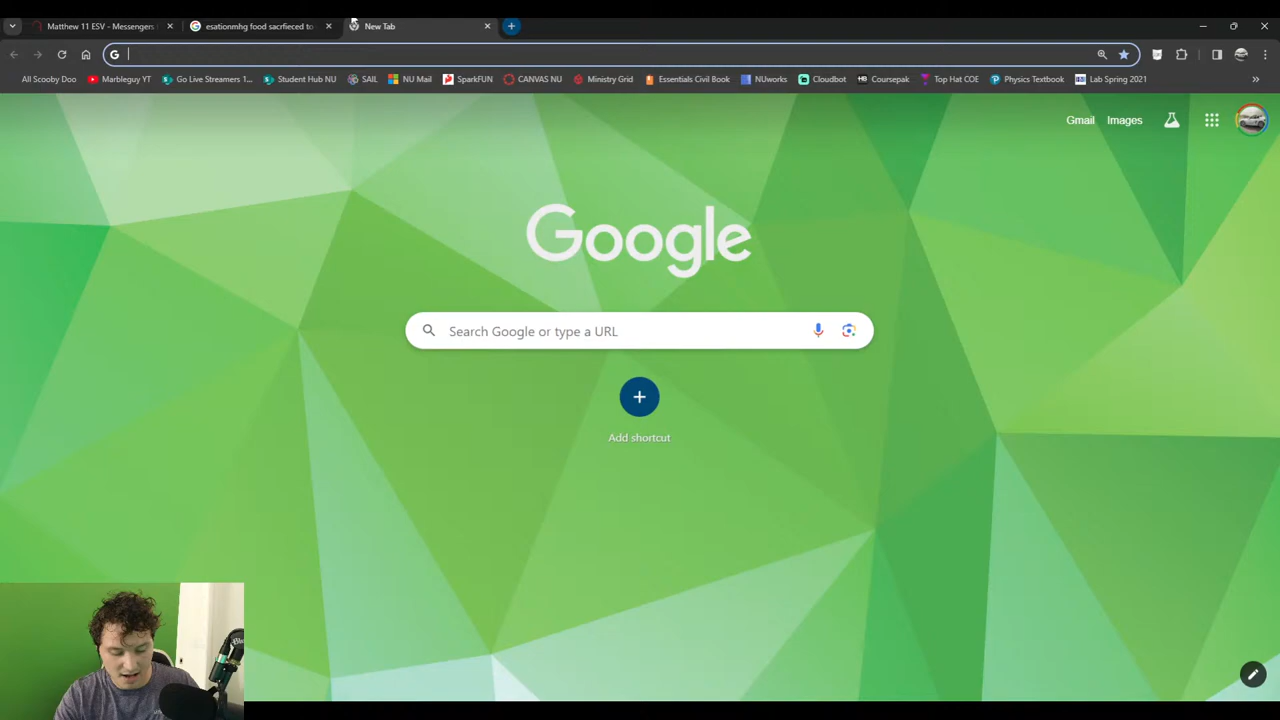 Matthew 11 ESV - Messengers
esationmhg food sacrfieced to
New Tab
All Scooby Doo
Marbleguy YT
Go Live Streamers 1...
Student Hub NU
SAIL
NU Mail
SparkFUN
CANVAS NU
Ministry Grid
Essentials Civil Book
NUworks
Cloudbot
Coursepak
Top Hat COE
Physics Textbook
Lab Spring 2021
Gmail
Images
Google
Search Google or type a URL
Add shortcut